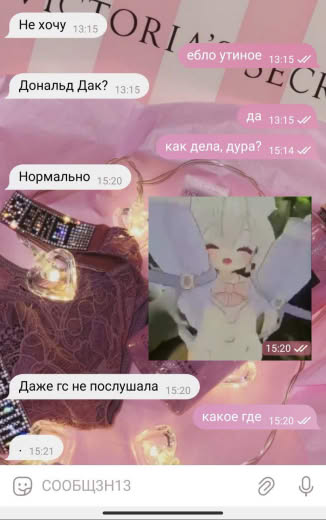 VICTORIA'S SECRE
Не хочу 13:15
ебло утиное 13:15
Дональд Дак? 13:15
да 13:15
как дела, дура? 15:14
Нормально 15:20
15:20
Даже гс не послушала 15:20
какое где 15:20
. 15:21
СООБЩЗН13